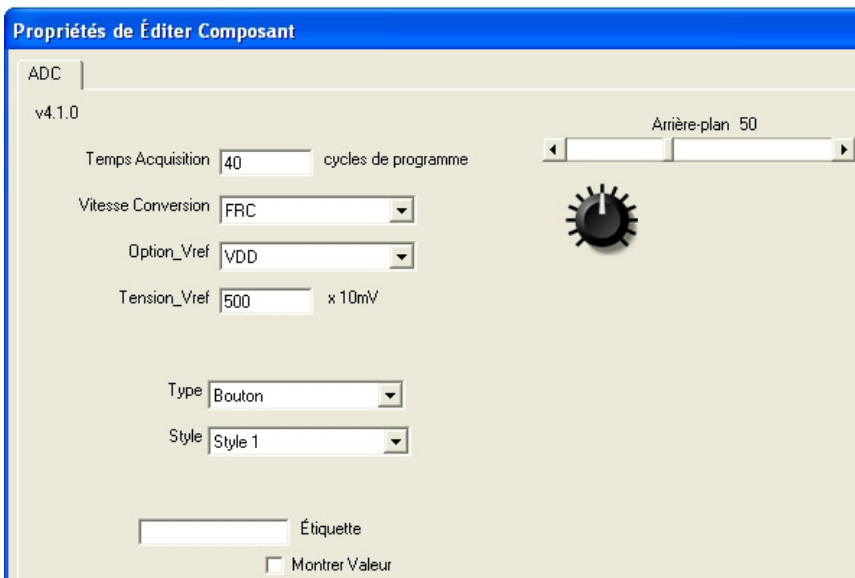 Propriétés de Éditer Composant
ADC
v4.1.0
Arrière-plan 50
Temps Acquisition 40 cycles de programme
Vitesse Conversion FRC
Option_Vref VDD
Tension_Vref 500 x 10mV
Type Bouton
Style Style 1
Étiquette
Montrer Valeur